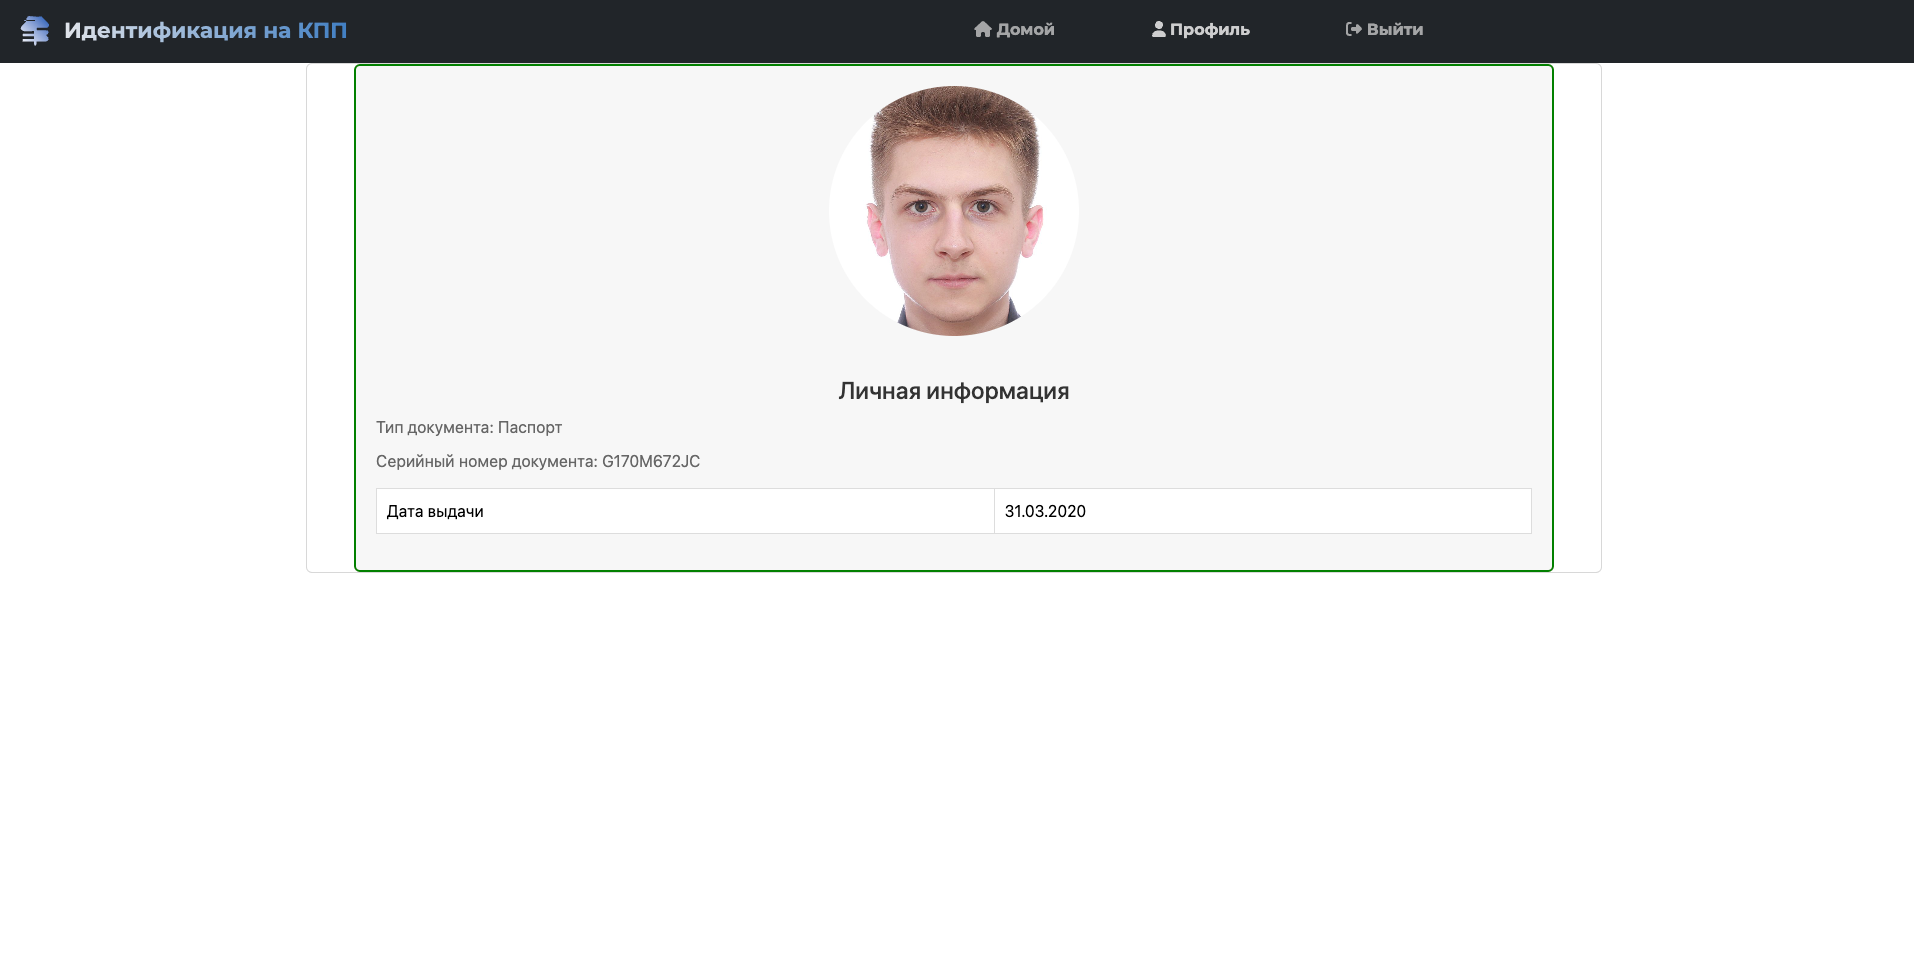 Идентификация на КПП
Домой
Профиль
Выйти
Личная информация
Тип документа: Паспорт
Серийный номер документа: G170M672JC
Дата выдачи
31.03.2020